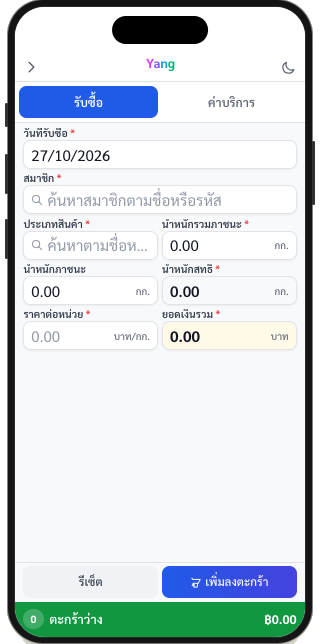 Yang
รับซื้อ
ค่าบริการ
วันที่รับซื้อ *
27/10/2026
สมาชิก *
ค้นหาสมาชิกตามชื่อหรือรหัส
ประเภทสินค้า * น้ำหนักรวมภาชนะ *
ค้นหาตามชื่อห... 0.00 กก.
น้ำหนักภาชนะ น้ำหนักสุทธิ *
0.00 กก. 0.00 กก.
ราคาต่อหน่วย * ยอดเงินรวม *
0.00 บาท/กก. 0.00 บาท
รีเซ็ต เพิ่มลงตะกร้า
0 ตะกร้าว่าง ฿0.00